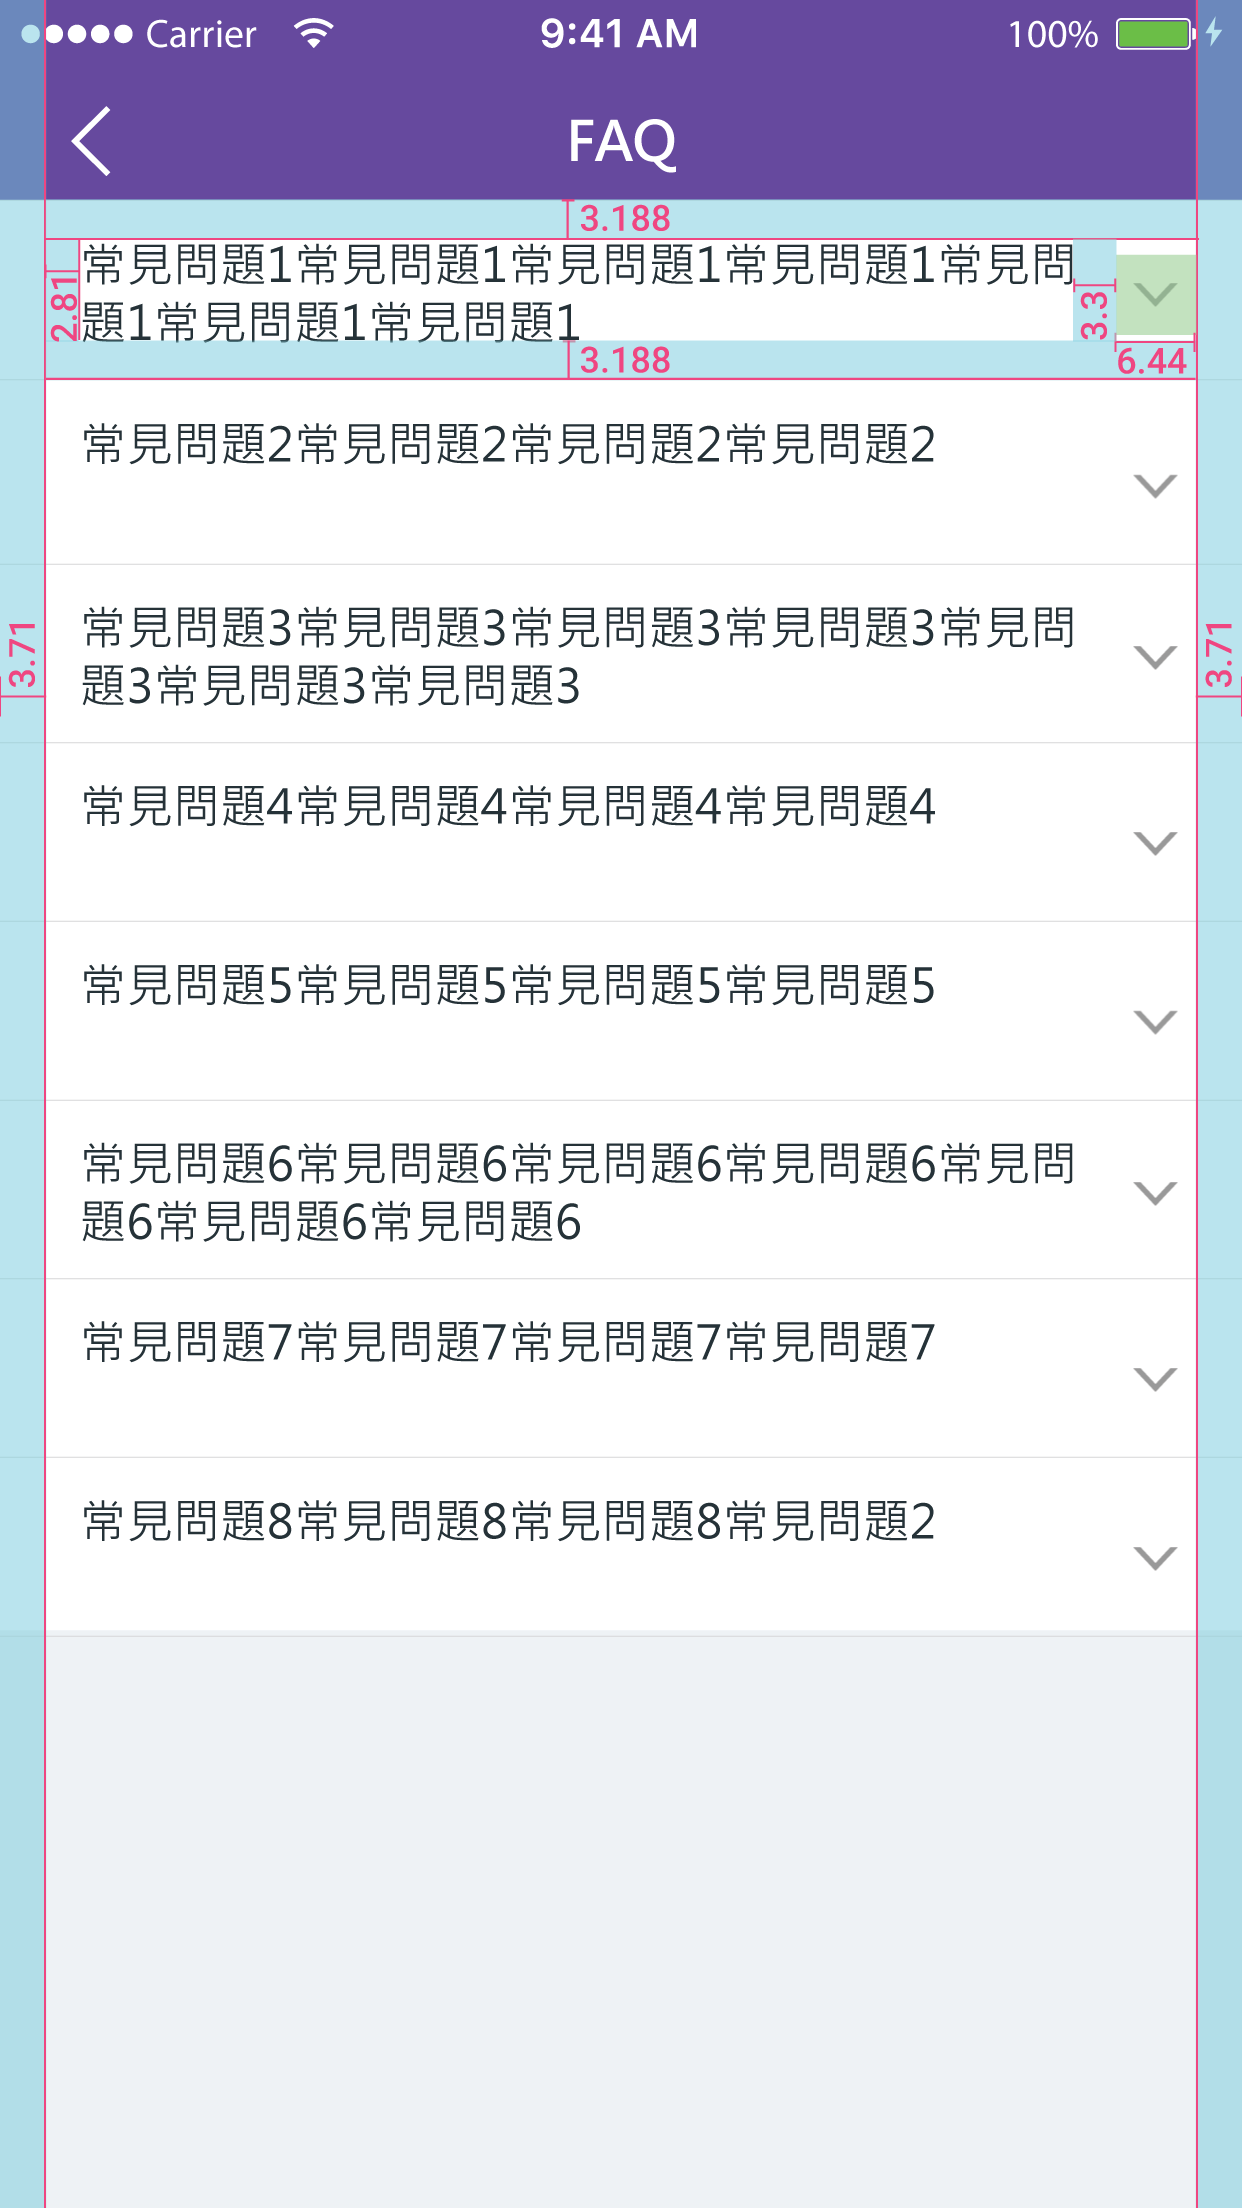 Carrier 9:41 AM 100%
FAQ
3.188
常見問題1常見問題1常見問題1常見問題1常見問
題1常見問題1常見問題1
2.81
3.3
3.188
6.44
常見問題2常見問題2常見問題2常見問題2
常見問題3常見問題3常見問題3常見問題3常見問
題3常見問題3常見問題3
3.71
3.71
常見問題4常見問題4常見問題4常見問題4
常見問題5常見問題5常見問題5常見問題5
常見問題6常見問題6常見問題6常見問題6常見問
題6常見問題6常見問題6
常見問題7常見問題7常見問題7常見問題7
常見問題8常見問題8常見問題8常見問題2